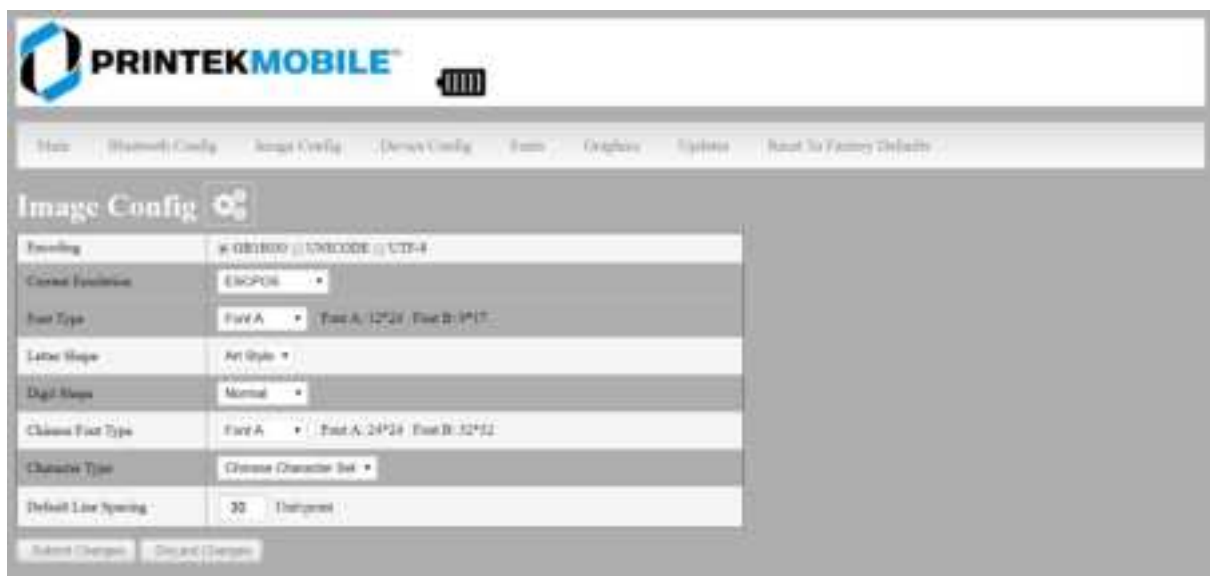 PRINTEKMOBILE
Main Bluetooth Config Image Config Device Config Fonts Graphics Updates Reset To Factory Defaults
Image Config
Encoding GB18030 UNICODE UTF-8
Current Emulation ESC/POS
Font Type Font A Font A: 12*24 Font B: 9*17
Letter Shape Art Style
Digit Shape Normal
Chinese Font Type Font A Font A: 24*24 Font B: 32*32
Character Type Chinese Character Set
Default Line Spacing 30
Submit Changes Discard Changes